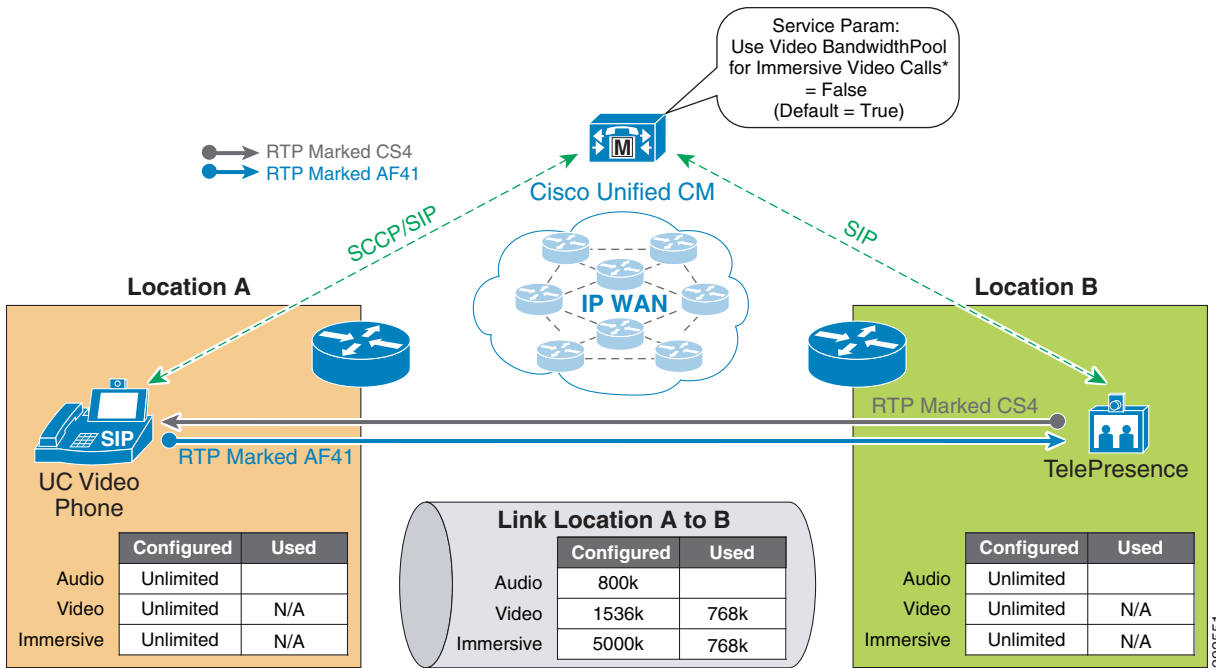 Service Param:
Use Video BandwidthPool
for Immersive Video Calls*
= False
(Default = True)
RTP Marked CS4
RTP Marked AF41
M
Cisco Unified CM
SCCP/SIP
SIP
Location A
IP WAN
Location B
RTP Marked CS4
SIP
RTP Marked AF41
UC Video
Phone
TelePresence
Configured Used
Audio Unlimited
Video Unlimited N/A
Immersive Unlimited N/A
Link Location A to B
Configured Used
Audio 800k
Video 1536k 768k
Immersive 5000k 768k
Configured Used
Audio Unlimited
Video Unlimited N/A
Immersive Unlimited N/A